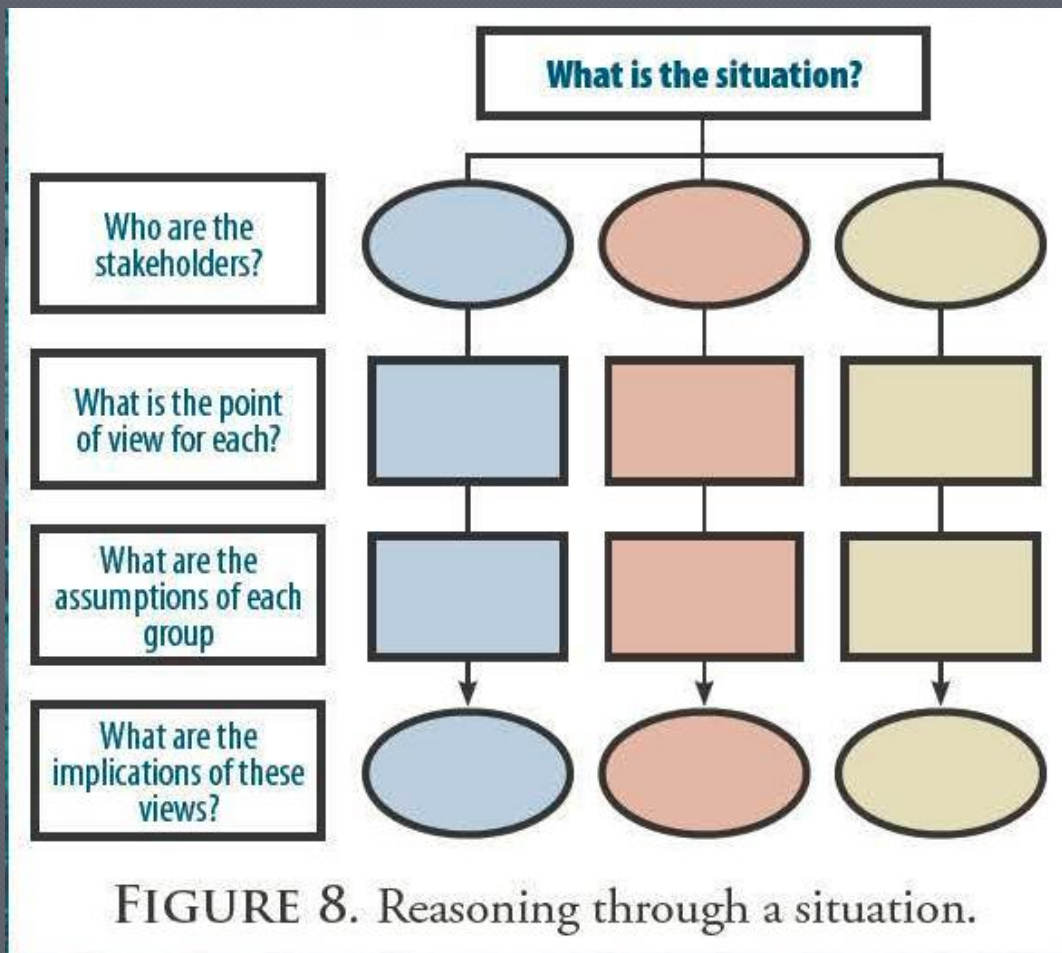 What is the situation?
Who are the
stakeholders?
What is the point
of view for each?
What are the
assumptions of each
group
What are the
implications of these
views?
FIGURE 8. Reasoning through a situation.